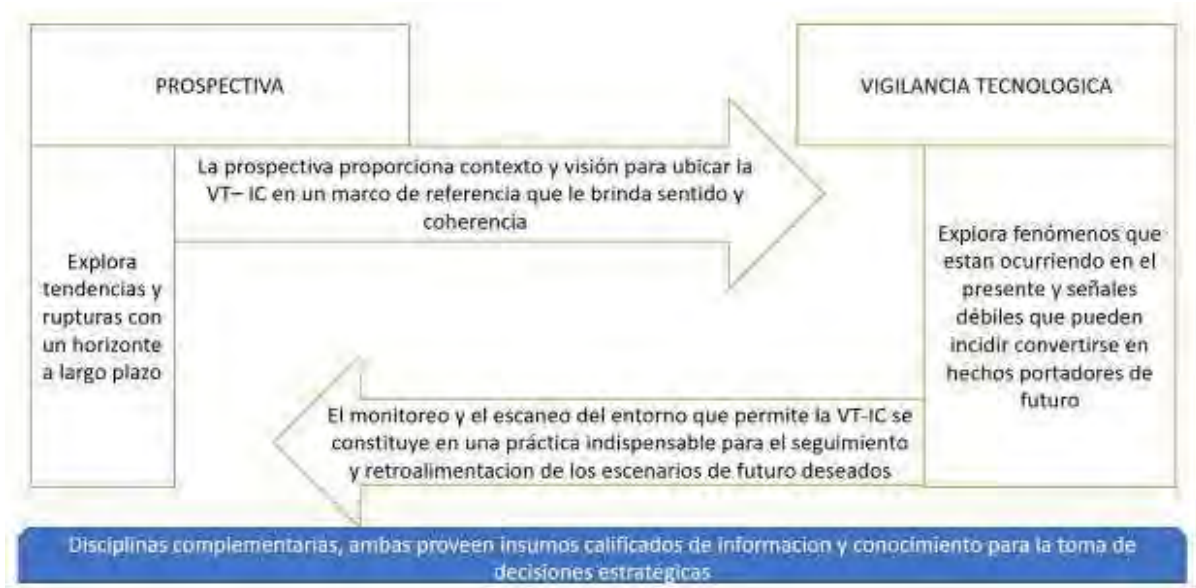 PROSPECTIVA
VIGILANCIA TECNOLOGICA
La prospectiva proporciona contexto y visión para ubicar la
VT– IC en un marco de referencia que le brinda sentido y
coherencia
Explora
tendencias y
rupturas con
un horizonte
a largo plazo
Explora fenómenos que
estan ocurriendo en el
presente y señales
débiles que pueden
incidir convertirse en
hechos portadores de
futuro
El monitoreo y el escaneo del entorno que permite la VT-IC se
constituye en una práctica indispensable para el seguimiento
y retroalimentacion de los escenarios de futuro deseados
Disciplinas complementarias, ambas proveen insumos calificados de informacion y conocimiento para la toma de
decisiones estratégicas